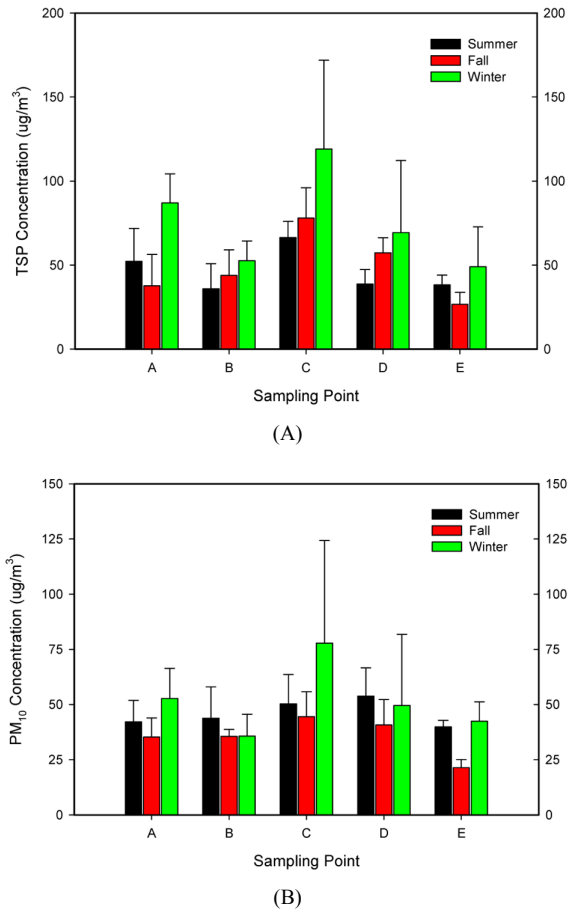 200
200
Summer
Fall
Winter
150
150
TSP Concentration (ug/m³)
100
100
50
50
0
0
A B C D E
Sampling Point
(A)
150
150
Summer
Fall
Winter
125
125
100
100
PM₁₀ Concentration (ug/m³)
75
75
50
50
25
25
0
0
A B C D E
Sampling Point
(B)